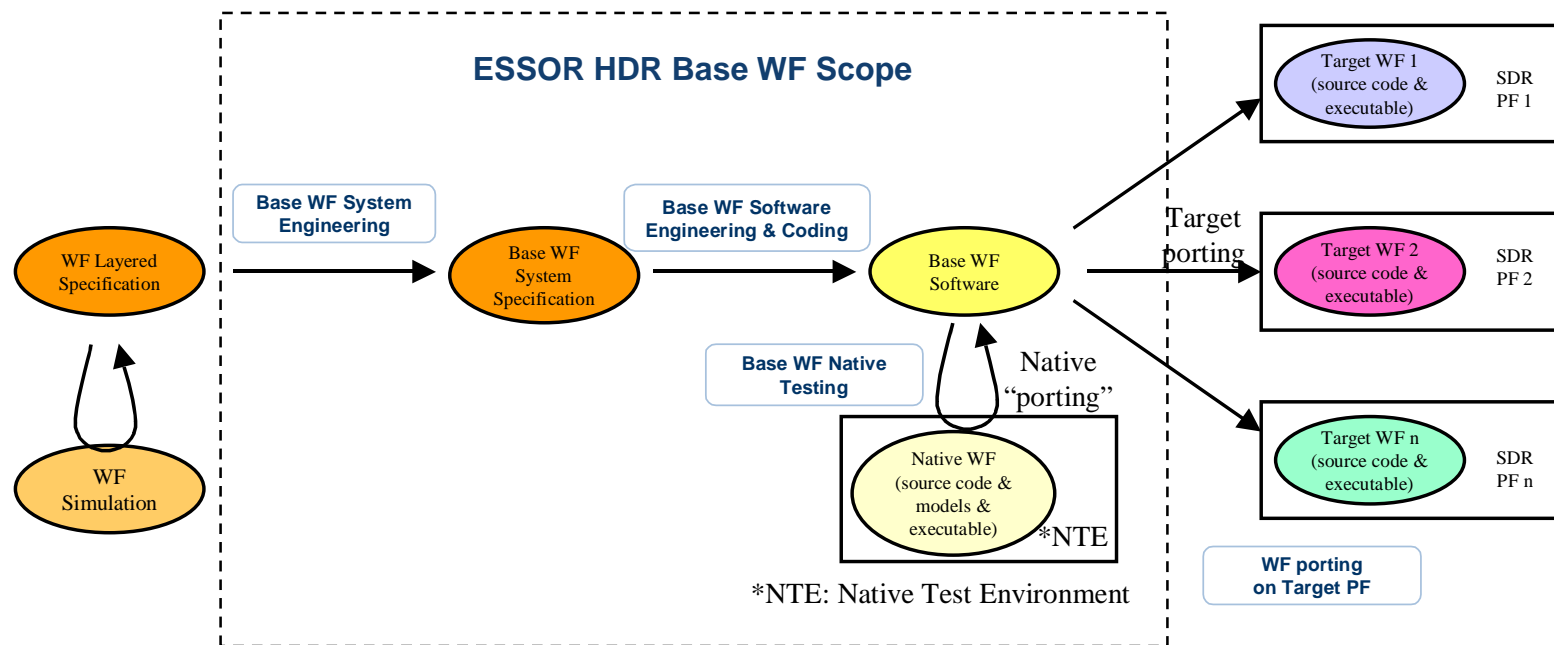 ESSOR HDR Base WF Scope
Target WF 1
(source code &
executable)
SDR
PF 1
Base WF System
Engineering
Base WF Software
Engineering & Coding
Target
porting
WF Layered
Specification
Base WF
System
Specification
Base WF
Software
Target WF 2
(source code &
executable)
SDR
PF 2
Base WF Native
Testing
Native
“porting”
WF
Simulation
Native WF
(source code &
models &
executable)
*NTE
Target WF n
(source code &
executable)
SDR
PF n
*NTE: Native Test Environment
WF porting
on Target PF